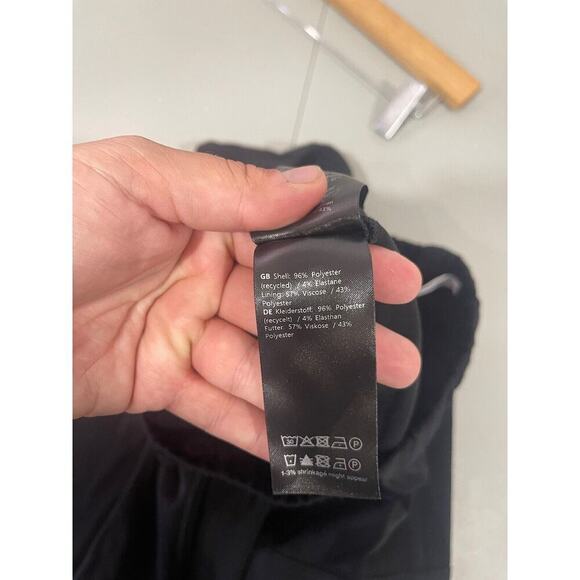 GB Shell: 96% Polyester
(recycled) / 4% Elastane
Lining: 57% Viscose / 43%
Polyester
DE Kleiderstoff: 96% Polyester
(recycelt) / 4% Elasthan
Futter: 57% Viskose / 43%
Polyester
30
1-3% shrinkage might appear